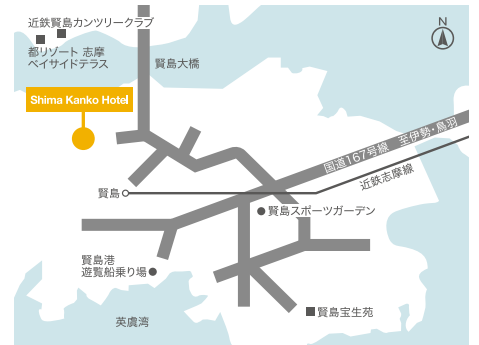 近鉄賢島カンツリークラブ
都リゾート 志摩
ベイサイドテラス
賢島大橋
N
Shima Kanko Hotel
国道167号線 至伊勢・鳥羽
近鉄志摩線
賢島
賢島スポーツガーデン
賢島港
遊覧船乗り場
賢島宝生苑
英虞湾